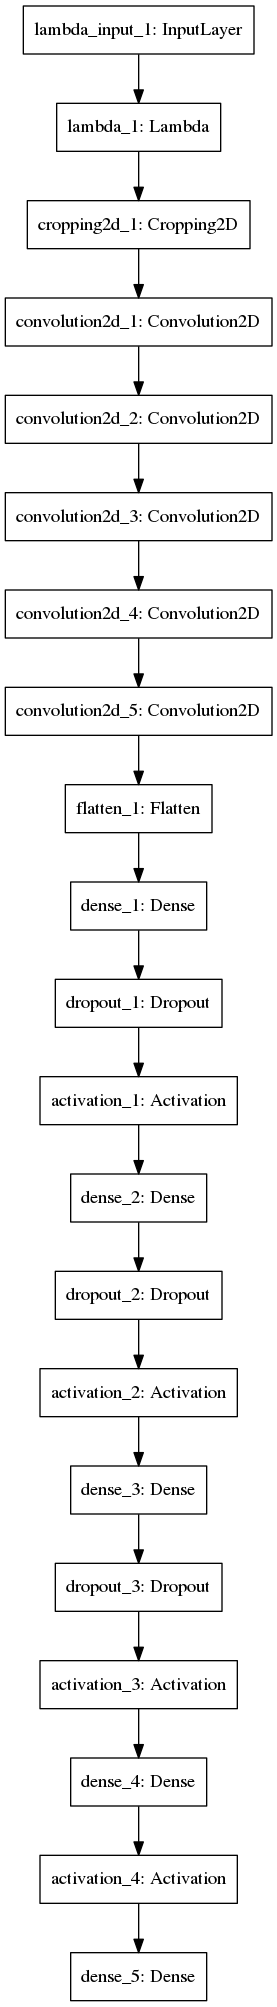 lambda_input_1: InputLayer
lambda_1: Lambda
cropping2d_1: Cropping2D
convolution2d_1: Convolution2D
convolution2d_2: Convolution2D
convolution2d_3: Convolution2D
convolution2d_4: Convolution2D
convolution2d_5: Convolution2D
flatten_1: Flatten
dense_1: Dense
dropout_1: Dropout
activation_1: Activation
dense_2: Dense
dropout_2: Dropout
activation_2: Activation
dense_3: Dense
dropout_3: Dropout
activation_3: Activation
dense_4: Dense
activation_4: Activation
dense_5: Dense